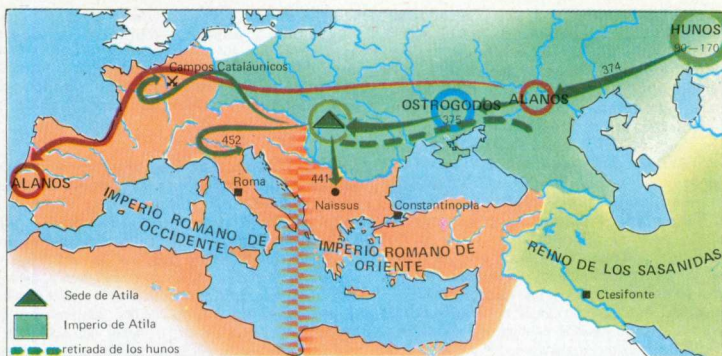 HUNOS
90—170
374
Campos Cataláunicos
OSTROGODOS
375
ALANOS
452
441
ALANOS
Roma
Naissus
Constantinopla
IMPERIO ROMANO DE
OCCIDENTE
IMPERIO ROMANO DE
ORIENTE
REINO DE LOS SASANIDAS
Ctesifonte
Sede de Atila
Imperio de Atila
retirada de los hunos